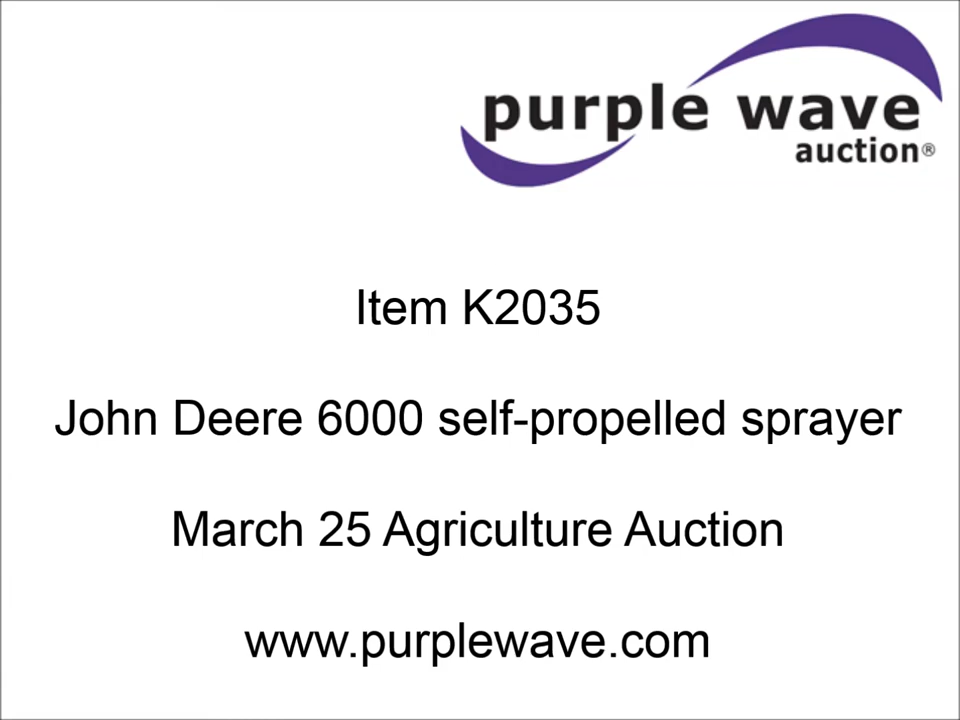 purple wave
auction®
Item K2035
John Deere 6000 self-propelled sprayer
March 25 Agriculture Auction
www.purplewave.com